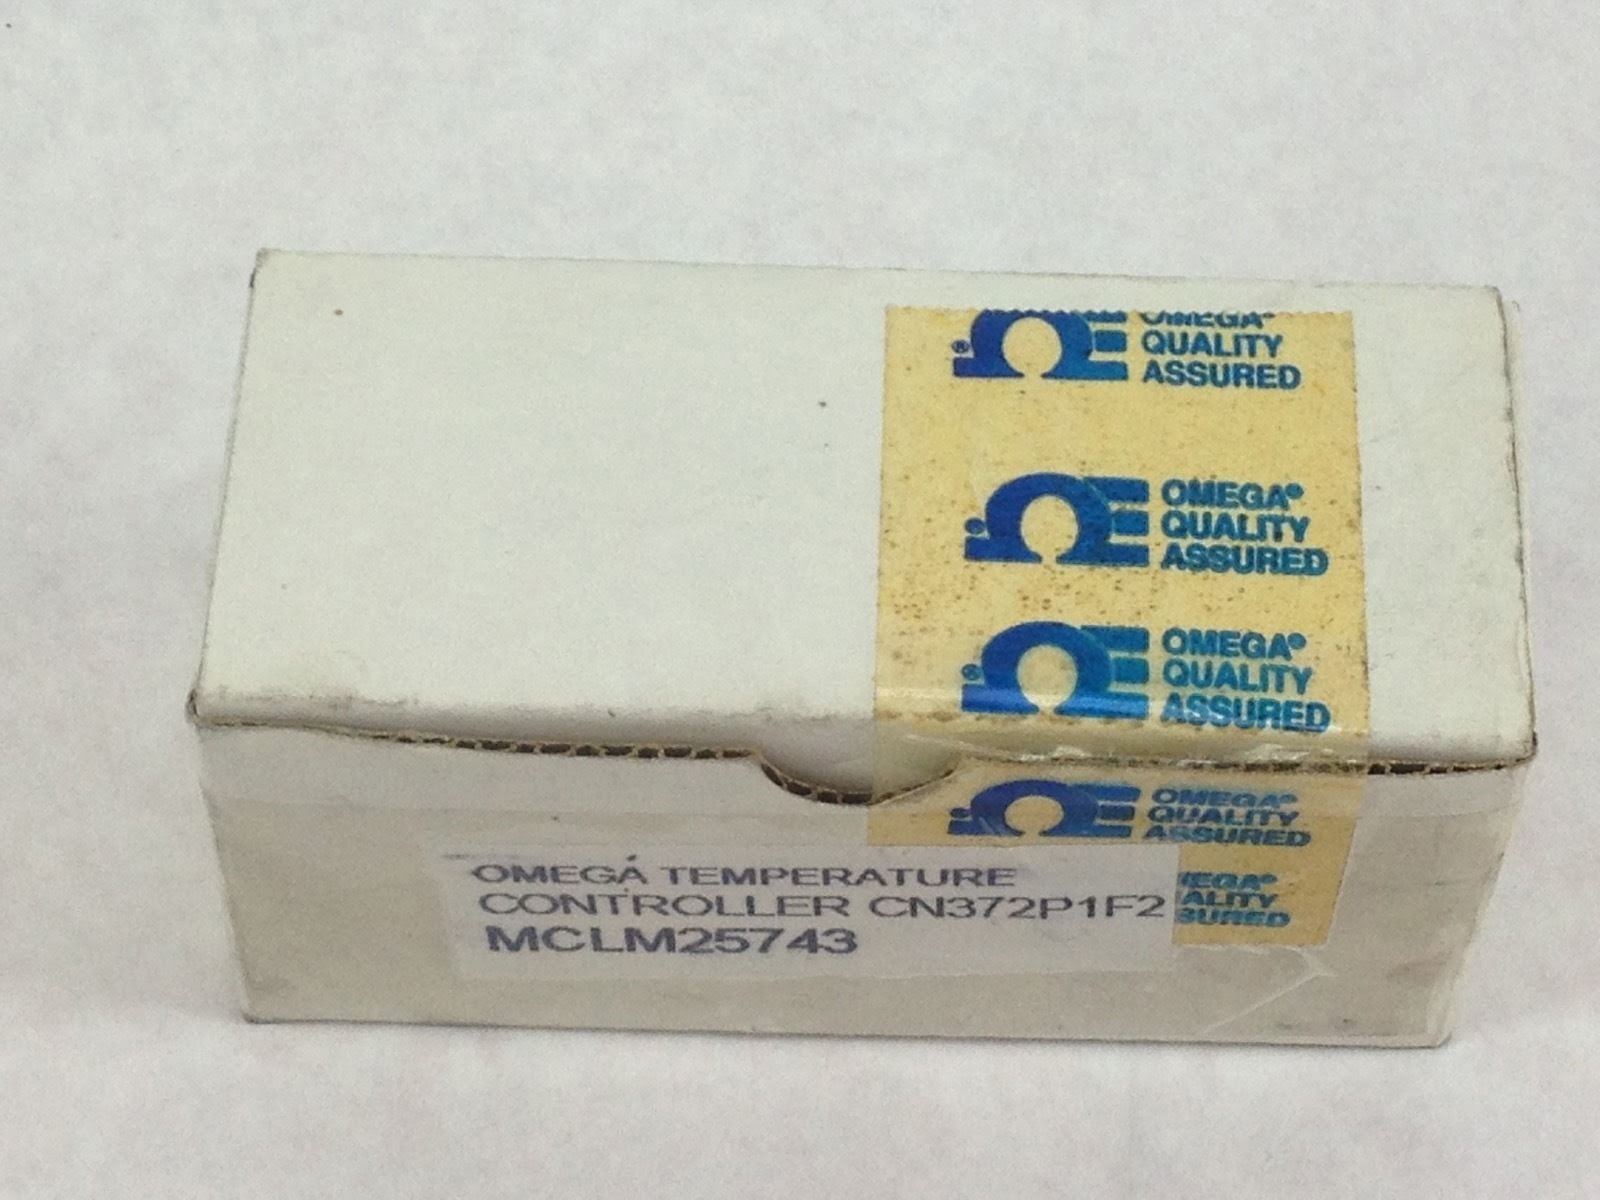 OMEGA®
QUALITY
ASSURED
OMEGA®
QUALITY
ASSURED
OMEGA®
QUALITY
ASSURED
OMEGA®
QUALITY
ASSURED
OMEGA TEMPERATURE
CONTROLLER CN372P1F2
MCLM25743